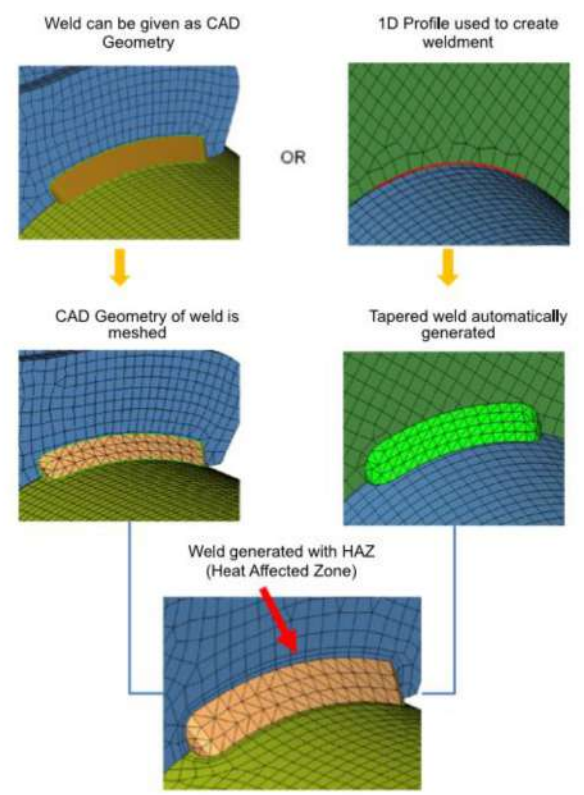 Weld can be given as CAD
Geometry
1D Profile used to create
weldment
OR
CAD Geometry of weld is
meshed
Tapered weld automatically
generated
Weld generated with HAZ
(Heat Affected Zone)